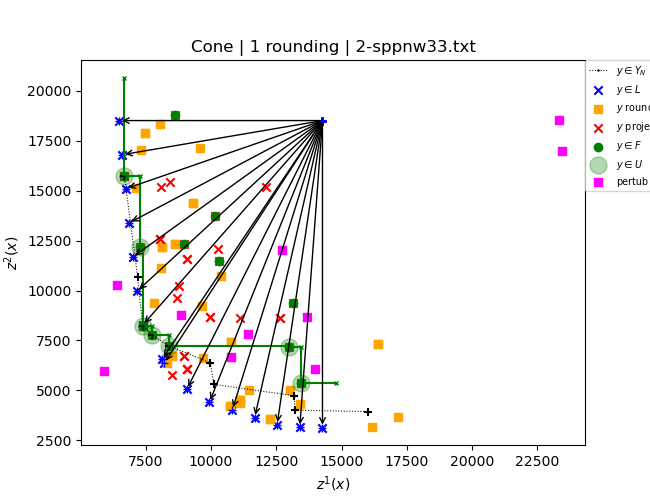 Cone | 1 rounding | 2-sppnw33.txt
z²(x)
20000
17500
15000
12500
10000
7500
5000
2500
7500
10000
12500
15000
17500
20000
22500
z¹(x)
y ∈ Y_N
y ∈ L
y round
y proje
y ∈ F
y ∈ U
pertub